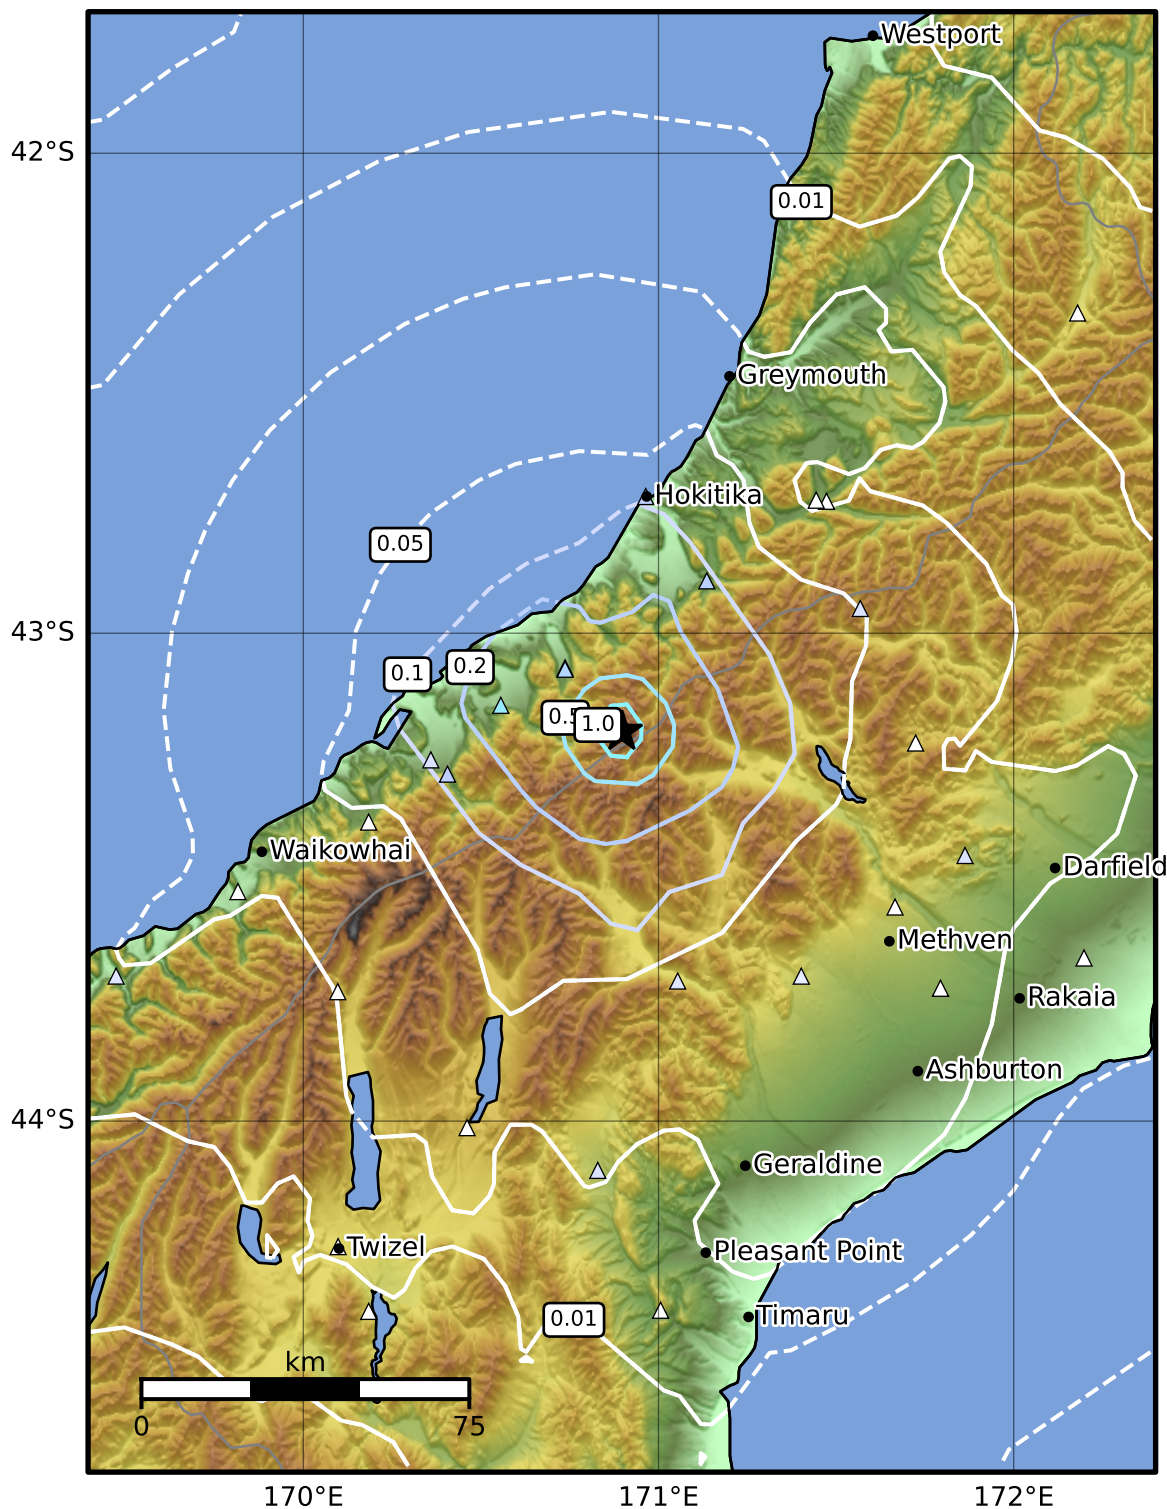 Westport
42°S
0.01
Greymouth
Hokitika
0.05
43°S
0.1
0.2
1.0
Waikowhai
Darfield
Methven
Rakaia
Ashburton
44°S
Geraldine
Twizel
Pleasant Point
0.01
Timaru
km
0
75
170°E
171°E
172°E